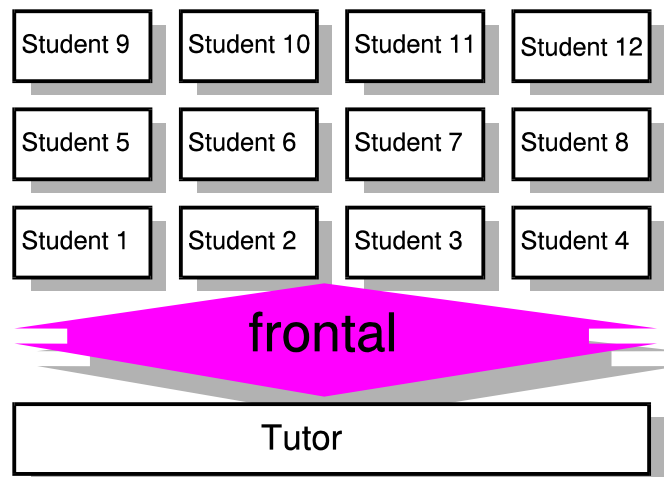 Student 9
Student 10
Student 11
Student 12
Student 5
Student 6
Student 7
Student 8
Student 1
Student 2
Student 3
Student 4
frontal
Tutor